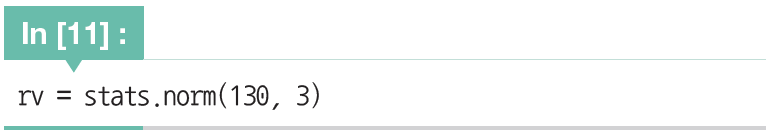 In [11] :
rv = stats.norm(130, 3)